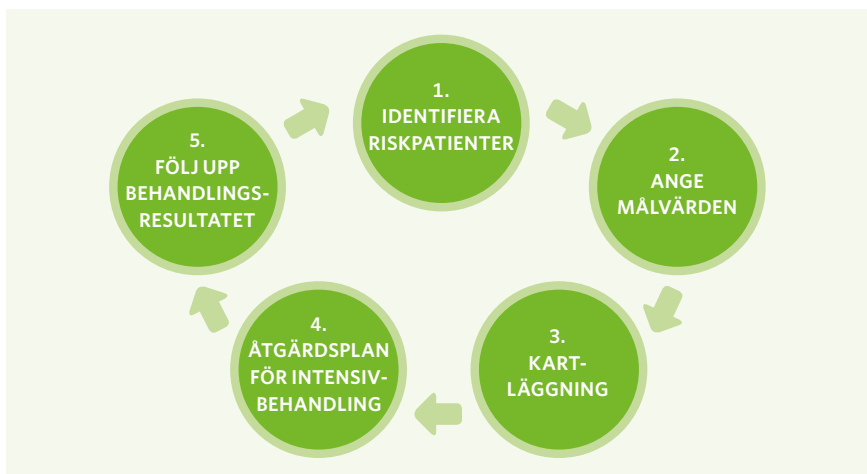 1.
IDENTIFIERA
RISKPATIENTER
2.
ANGE
MÅLVÄRDEN
3.
KART-
LÄGGNING
4.
ÅTGÄRDSPLAN
FÖR INTENSIV-
BEHANDLING
5.
FÖLJ UPP
BEHANDLINGS-
RESULTATET